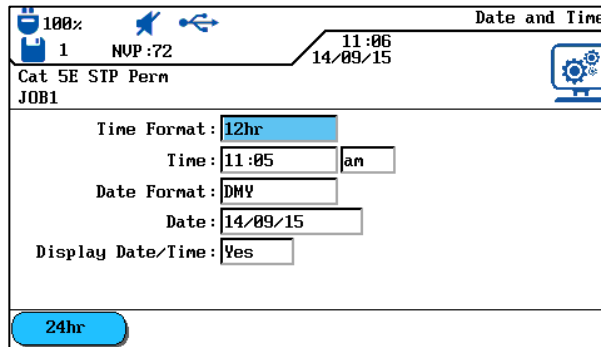 100% Date and Time
1 NVP:72 11:06
14/09/15
Cat 5E STP Perm
JOB1
Time Format: 12hr
Time: 11:05 am
Date Format: DMY
Date: 14/09/15
Display Date/Time: Yes
24hr